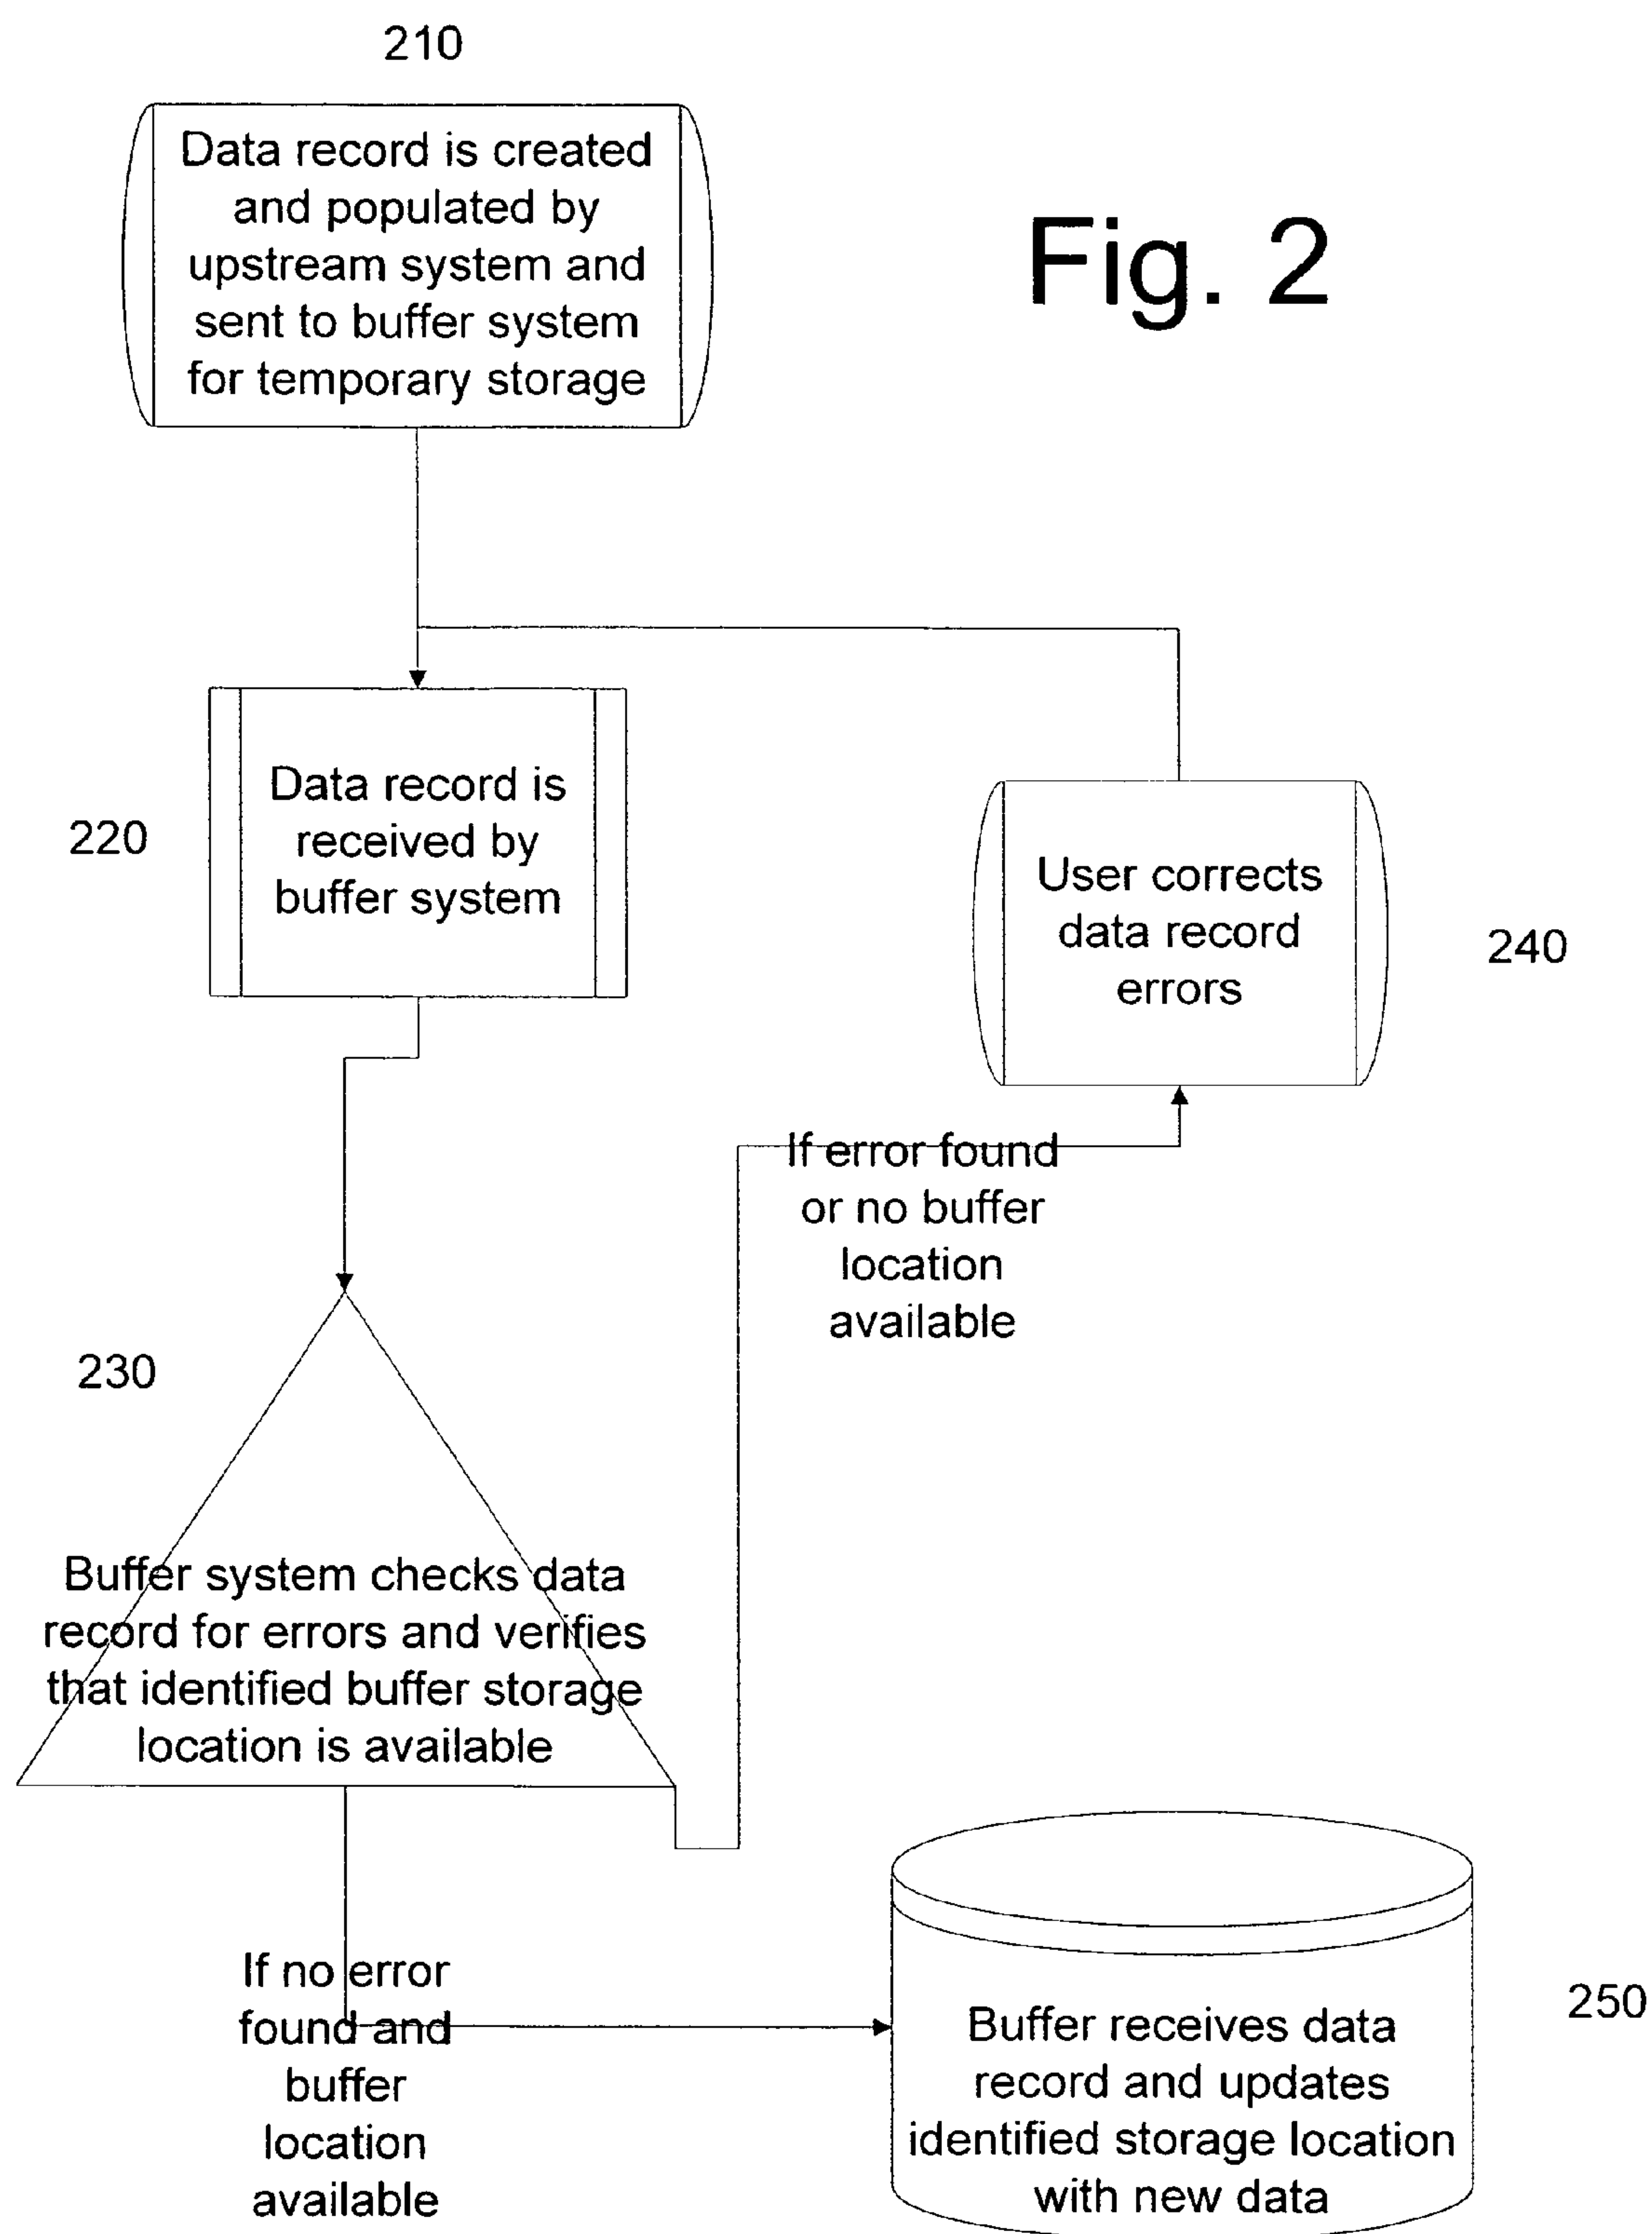 210
Data record is created
and populated by
upstream system and
sent to buffer system
for temporary storage
Fig. 2
220
Data record is
received by
buffer system
User corrects
data record
errors
240
If error found
or no buffer
location
available
230
Buffer system checks data
record for errors and verifies
that identified buffer storage
location is available
If no error
found and
buffer
location
available
250
Buffer receives data
record and updates
identified storage location
with new data